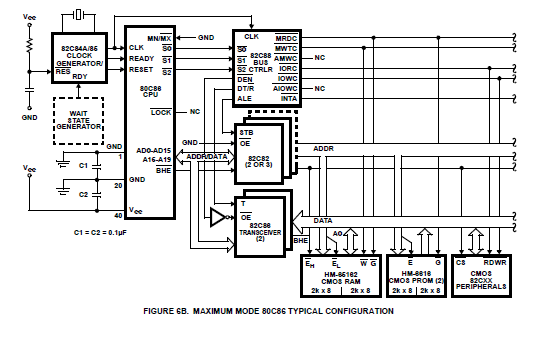 Vcc
82C84A/86
CLOCK
GENERATOR/
RES
RDY
GND
WAIT
STATE
GENERATOR
MN/MX
GND
CLK
READY
RESET
S0
S1
S2
80C86
CPU
LOCK
NC
GND
1
AD0-AD15
A16-A19
ADDR/DATA
BHE
C1
GND
20
C2
Vcc
40
Vcc
C1 = C2 = 0.1μF
CLK
S0
S1
S2
82C88
BUS
CTRLR
DEN
DT/R
ALE
MRDC
MWTC
AMWC
NC
IORC
IOWC
AIOWC
NC
INTA
STB
GND
OE
82C82
(2 OR 3)
ADDR
T
OE
82C86
TRANSCEIVER
(2)
DATA
BHE
A0
EH
EL
W
G
HM-65162
CMOS RAM
2k x 8
2k x 8
E
G
HM-6616
CMOS PROM (2)
2k x 8
2k x 8
CS
RDWR
CMOS
82CXX
PERIPHERALS
FIGURE 6B. MAXIMUM MODE 80C86 TYPICAL CONFIGURATION